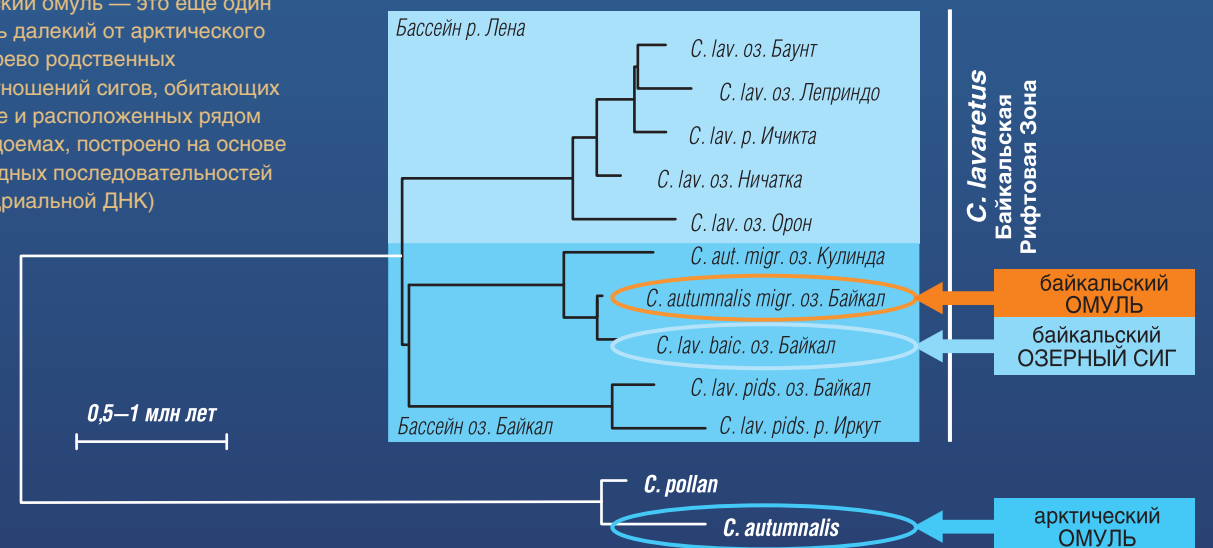 ский омуль — это еще один
ь далекий от арктического
рево родственных
тношений сигов, обитающих
е и расположенных рядом
доемах, построено на основе
дных последовательностей
дриальной ДНК)
Бассейн р. Лена
C. lav. оз. Баунт
C. lav. оз. Леприндо
C. lav. р. Ичикта
C. lav. оз. Ничатка
C. lav. оз. Орон
C. aut. migr. оз. Кулинда
C. autumnalis migr. оз. Байкал
C. lav. baic. оз. Байкал
C. lav. pids. оз. Байкал
C. lav. pids. р. Иркут
Бассейн оз. Байкал
C. lavaretus
Байкальская
Рифтовая Зона
байкальский
ОМУЛЬ
байкальский
ОЗЕРНЫЙ СИГ
0,5–1 млн лет
C. pollan
C. autumnalis
арктический
ОМУЛЬ